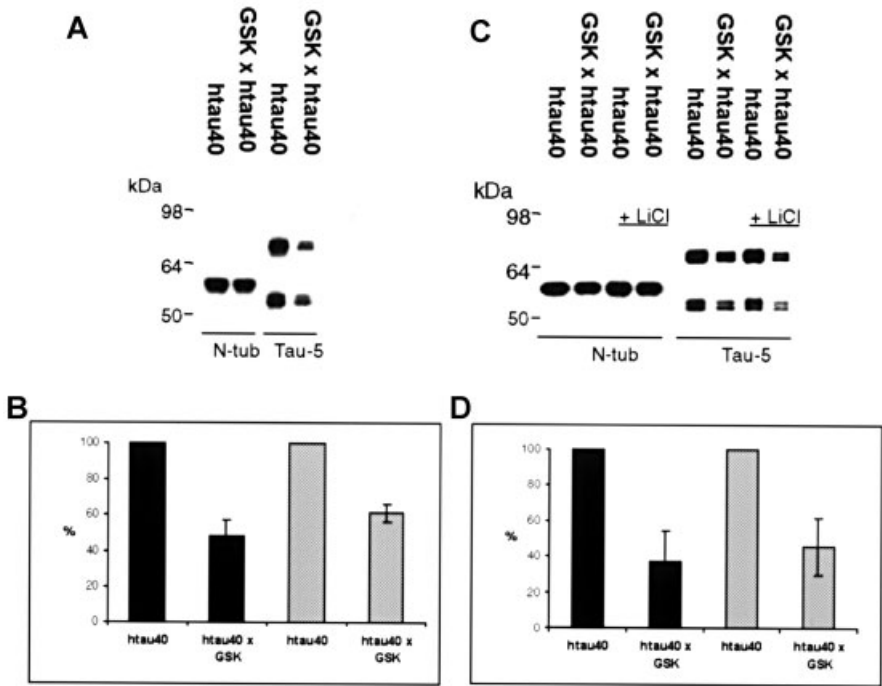 A
htau40
GSK x htau40
htau40
GSK x htau40
kDa
98
64
50
N-tub
Tau-5
C
htau40
GSK x htau40
htau40
GSK x htau40
htau40
GSK x htau40
htau40
GSK x htau40
kDa
98
64
50
+ LiCl
+ LiCl
N-tub
Tau-5
B
100
80
60
40
20
0
%
htau40
htau40 x GSK
htau40
htau40 x GSK
D
100
80
60
40
20
0
%
htau40
htau40 x GSK
htau40
htau40 x GSK